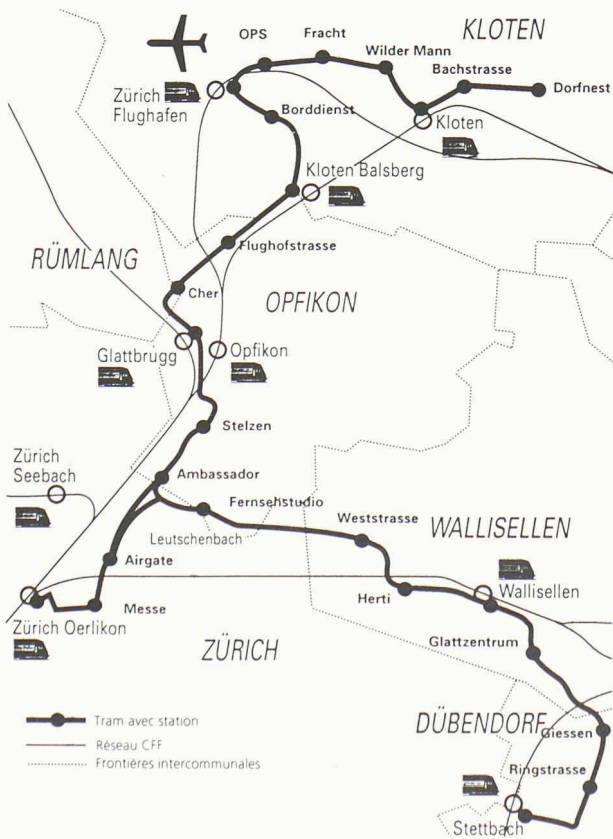 KLOTEN
OPS
Fracht
Wilder Mann
Bachstrasse
Dorfnest
Zürich
Flughafen
Borddienst
Kloten
Kloten Balsberg
Flughofstrasse
RÜMLANG
Cher
OPFIKON
Glattbrugg
Opfikon
Stelzen
Zürich
Seebach
Ambassador
Fernsehstudio
Leutschenbach
Weststrasse
WALLISELLEN
Airgate
Wallisellen
Herti
Messe
Zürich Oerlikon
ZÜRICH
Glattzentrum
DÜBENDORF
Giessen
Ringstrasse
Stettbach
Tram avec station
Réseau CFF
Frontières intercommunales